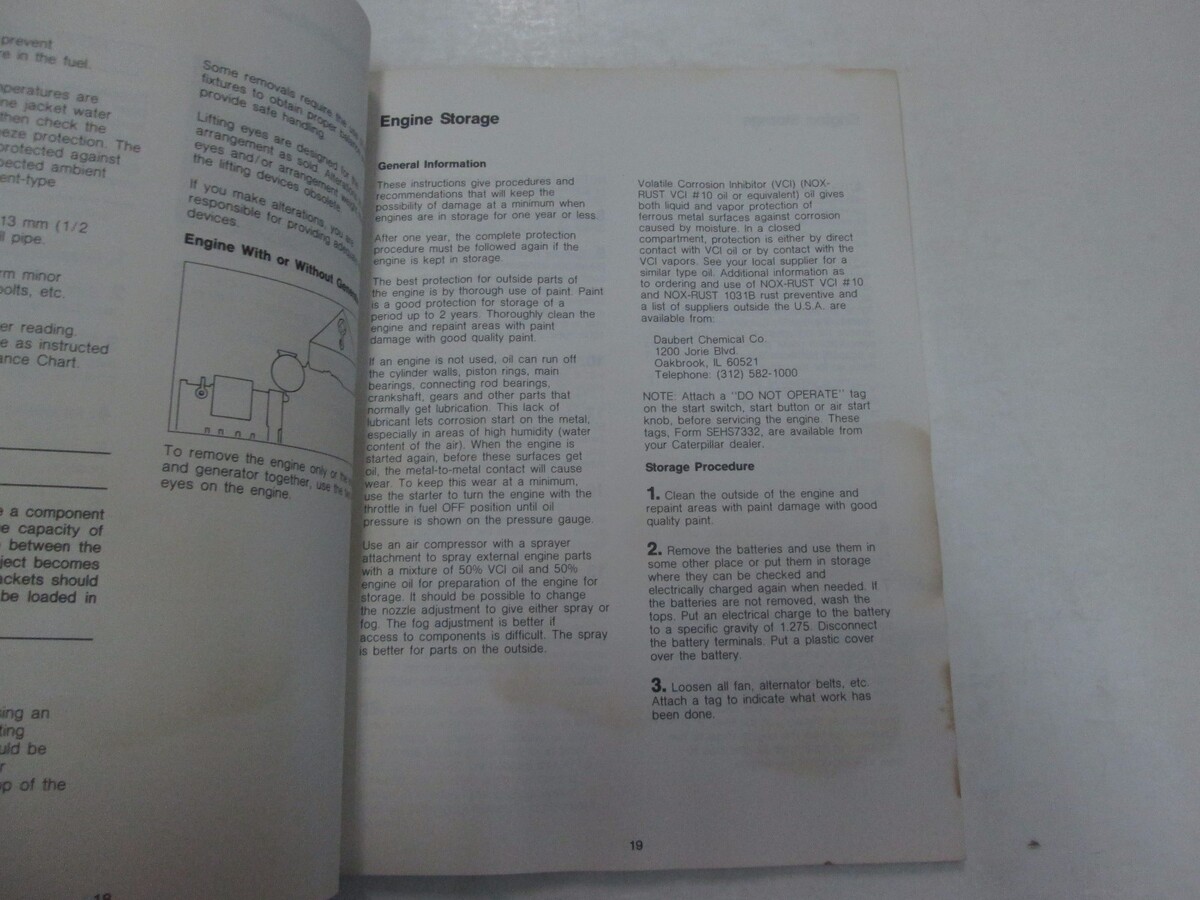 prevent
re in the fuel.
nperatures are
ne jacket water
then check the
eze protection. The
protected against
pected ambient
ent-type
13 mm (1/2
ll pipe.
rm minor
bolts, etc.
er reading.
e as instructed
ance Chart.
e a component
e capacity of
between the
ject becomes
ackets should
be loaded in
sing an
ting
uld be
r
op of the
18
Some removals require the
fixtures to obtain proper
provide safe handling.
Lifting eyes are designed for the
arrangement as sold.
eyes and/or arrangement
the lifting devices obsolete.
If you make alterations, you are
responsible for providing
devices.
Engine With or Without
To remove the engine only or the
and generator together, use the
eyes on the engine.
Engine Storage
General Information
These instructions give procedures and
recommendations that will keep the
possibility of damage at a minimum when
engines are in storage for one year or less.
After one year, the complete protection
procedure must be followed again if the
engine is kept in storage.
The best protection for outside parts of
the engine is by thorough use of paint. Paint
is a good protection for storage of a
period up to 2 years. Thoroughly clean the
engine and repaint areas with paint
damage with good quality paint.
If an engine is not used, oil can run off
the cylinder walls, piston rings, main
bearings, connecting rod bearings,
crankshaft, gears and other parts that
normally get lubrication. This lack of
lubricant lets corrosion start on the metal,
especially in areas of high humidity (water
content of the air). When the engine is
started again, before these surfaces get
oil, the metal-to-metal contact will cause
wear. To keep this wear at a minimum,
use the starter to turn the engine with the
throttle in fuel OFF position until oil
pressure is shown on the pressure gauge.
Use an air compressor with a sprayer
attachment to spray external engine parts
with a mixture of 50% VCI oil and 50%
engine oil for preparation of the engine for
storage. It should be possible to change
the nozzle adjustment to give either spray or
fog. The fog adjustment is better if
access to components is difficult. The spray
is better for parts on the outside.
Volatile Corrosion Inhibitor (VCI) (NOX-
RUST VCI #10 oil or equivalent) oil gives
both liquid and vapor protection of
ferrous metal surfaces against corrosion
caused by moisture. In a closed
compartment, protection is either by direct
contact with VCI oil or by contact with the
VCI vapors. See your local supplier for a
similar type oil. Additional information as
to ordering and use of NOX-RUST VCI #10
and NOX-RUST 1031B rust preventive and
a list of suppliers outside the U.S.A. are
available from:
Daubert Chemical Co.
1200 Jorie Blvd.
Oakbrook, IL 60521
Telephone: (312) 582-1000
NOTE: Attach a "DO NOT OPERATE" tag
on the start switch, start button or air start
knob, before servicing the engine. These
tags, Form SEHS7332, are available from
your Caterpillar dealer.
Storage Procedure
1. Clean the outside of the engine and
repaint areas with paint damage with good
quality paint.
2. Remove the batteries and use them in
some other place or put them in storage
where they can be checked and
electrically charged again when needed. If
the batteries are not removed, wash the
tops. Put an electrical charge to the battery
to a specific gravity of 1.275. Disconnect
the battery terminals. Put a plastic cover
over the battery.
3. Loosen all fan, alternator belts, etc.
Attach a tag to indicate what work has
been done.
19